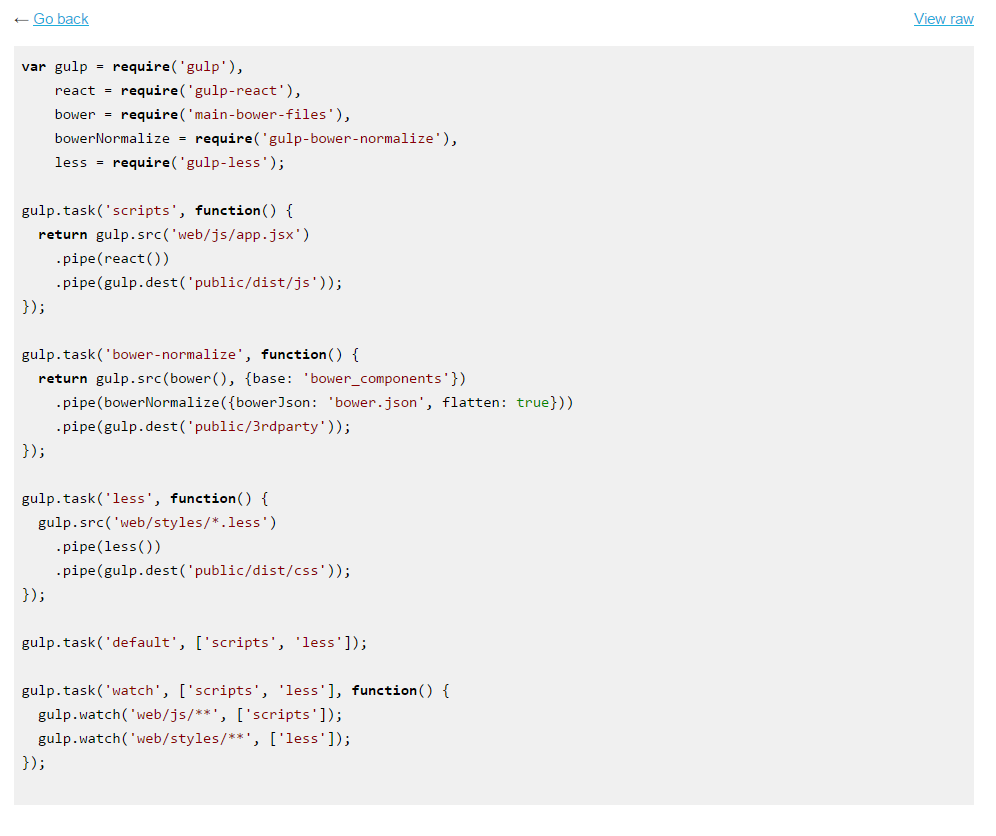 ← Go back
View raw
var gulp = require('gulp'),
    react = require('gulp-react'),
    bower = require('main-bower-files'),
    bowerNormalize = require('gulp-bower-normalize'),
    less = require('gulp-less');

gulp.task('scripts', function() {
  return gulp.src('web/js/app.jsx')
    .pipe(react())
    .pipe(gulp.dest('public/dist/js'));
});

gulp.task('bower-normalize', function() {
  return gulp.src(bower(), {base: 'bower_components'})
    .pipe(bowerNormalize({bowerJson: 'bower.json', flatten: true}))
    .pipe(gulp.dest('public/3rdparty'));
});

gulp.task('less', function() {
  gulp.src('web/styles/*.less')
    .pipe(less())
    .pipe(gulp.dest('public/dist/css'));
});

gulp.task('default', ['scripts', 'less']);

gulp.task('watch', ['scripts', 'less'], function() {
  gulp.watch('web/js/**', ['scripts']);
  gulp.watch('web/styles/**', ['less']);
});